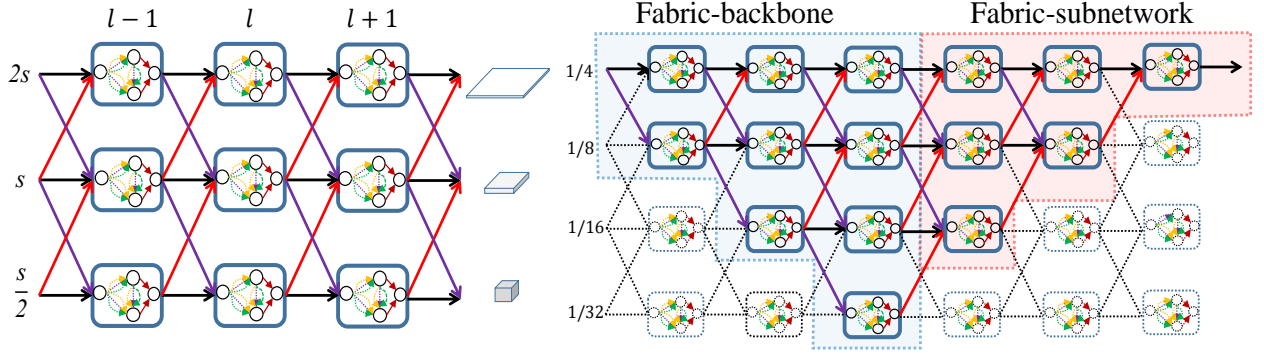 l − 1
l
l + 1
2s
s
s
2
Fabric-backbone
Fabric-subnetwork
1/4
1/8
1/16
1/32